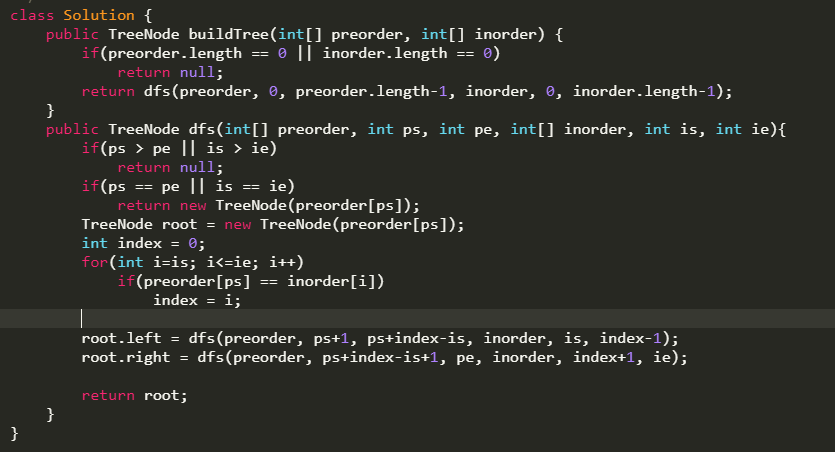 class Solution {
    public TreeNode buildTree(int[] preorder, int[] inorder) {
        if(preorder.length == 0 || inorder.length == 0)
            return null;
        return dfs(preorder, 0, preorder.length-1, inorder, 0, inorder.length-1);
    }
    public TreeNode dfs(int[] preorder, int ps, int pe, int[] inorder, int is, int ie){
        if(ps > pe || is > ie)
            return null;
        if(ps == pe || is == ie)
            return new TreeNode(preorder[ps]);
        TreeNode root = new TreeNode(preorder[ps]);
        int index = 0;
        for(int i=is; i<=ie; i++)
            if(preorder[ps] == inorder[i])
                index = i;
        root.left = dfs(preorder, ps+1, ps+index-is, inorder, is, index-1);
        root.right = dfs(preorder, ps+index-is+1, pe, inorder, index+1, ie);
        return root;
    }
}